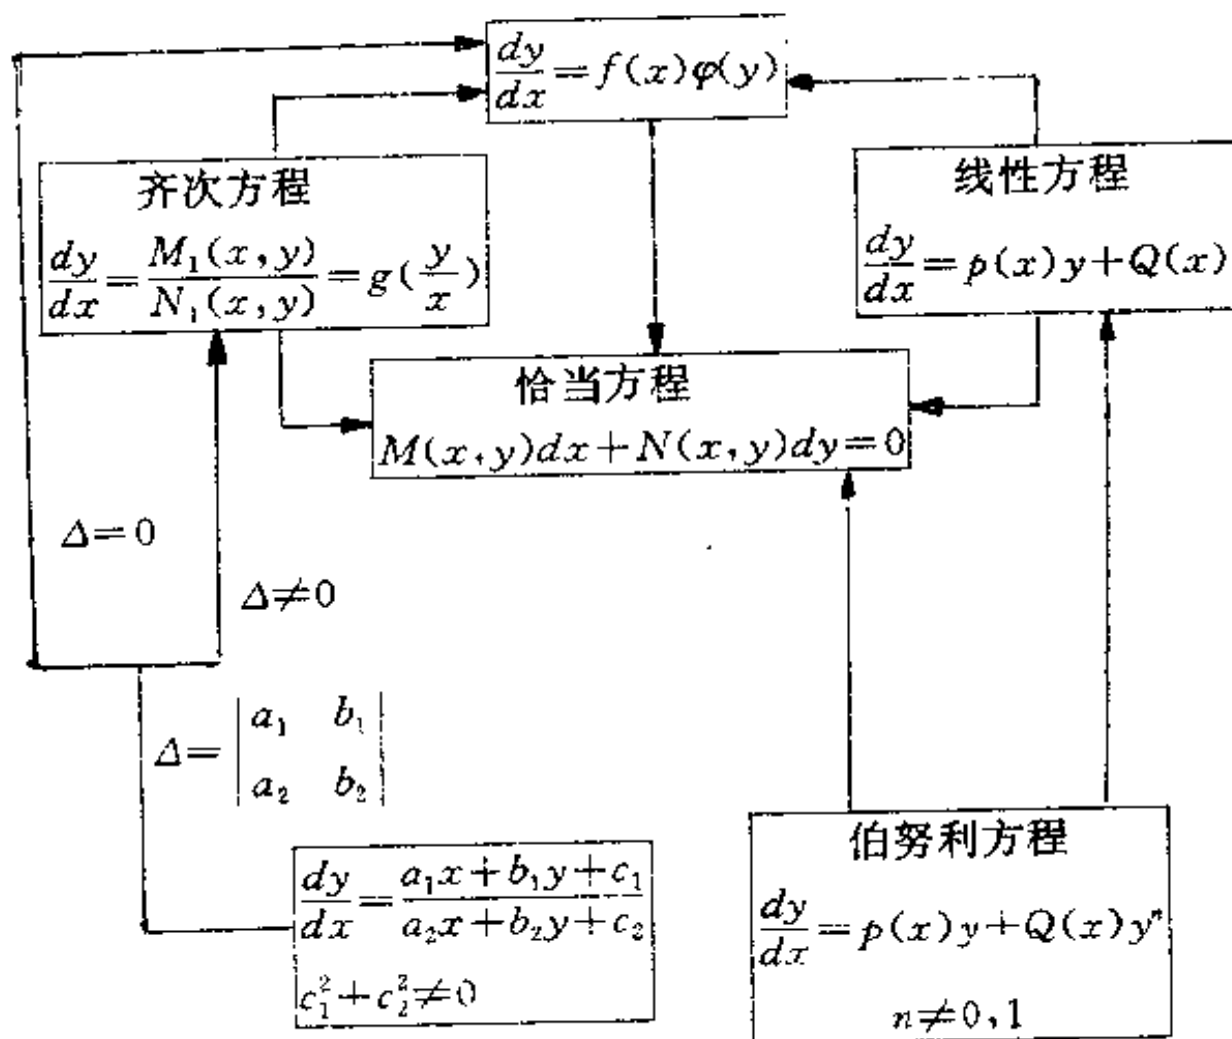 dy/dx=f(x)φ(y)
齐次方程
dy/dx=M₁(x,y)/N₁(x,y)=g(y/x)
线性方程
dy/dx=p(x)y+Q(x)
恰当方程
M(x,y)dx+N(x,y)dy=0
Δ=0
Δ≠0
Δ=|a₁ b₁
a₂ b₂|
dy/dx=a₁x+b₁y+c₁/a₂x+b₂y+c₂
c₁²+c₂²≠0
伯努利方程
dy/dx=p(x)y+Q(x)yⁿ
n≠0,1